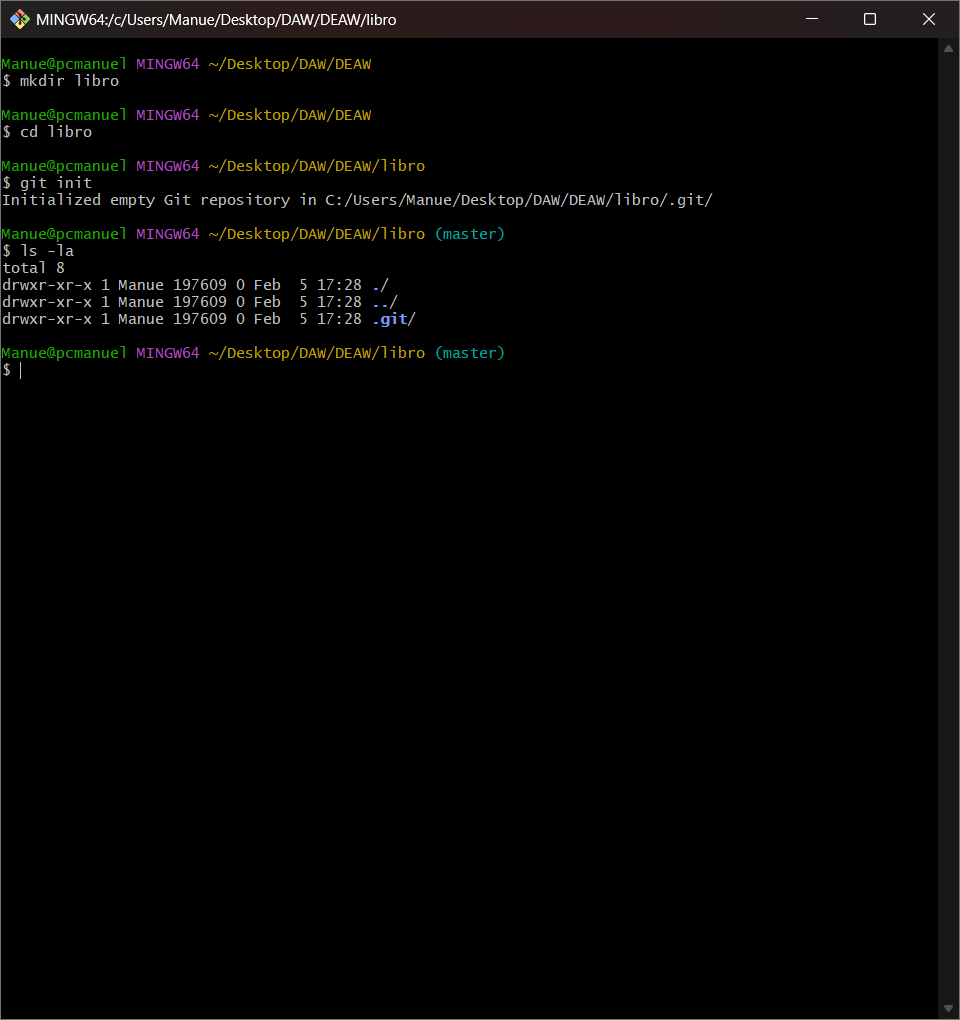 MINGW64:/c/Users/Manue/Desktop/DAW/DEAW/libro
Manue@pcmanuel MINGW64 ~/Desktop/DAW/DEAW
$ mkdir libro
Manue@pcmanuel MINGW64 ~/Desktop/DAW/DEAW
$ cd libro
Manue@pcmanuel MINGW64 ~/Desktop/DAW/DEAW/libro
$ git init
Initialized empty Git repository in C:/Users/Manue/Desktop/DAW/DEAW/libro/.git/
Manue@pcmanuel MINGW64 ~/Desktop/DAW/DEAW/libro (master)
$ ls -la
total 8
drwxr-xr-x 1 Manue 197609 0 Feb  5 17:28 ./
drwxr-xr-x 1 Manue 197609 0 Feb  5 17:28 ../
drwxr-xr-x 1 Manue 197609 0 Feb  5 17:28 .git/
Manue@pcmanuel MINGW64 ~/Desktop/DAW/DEAW/libro (master)
$